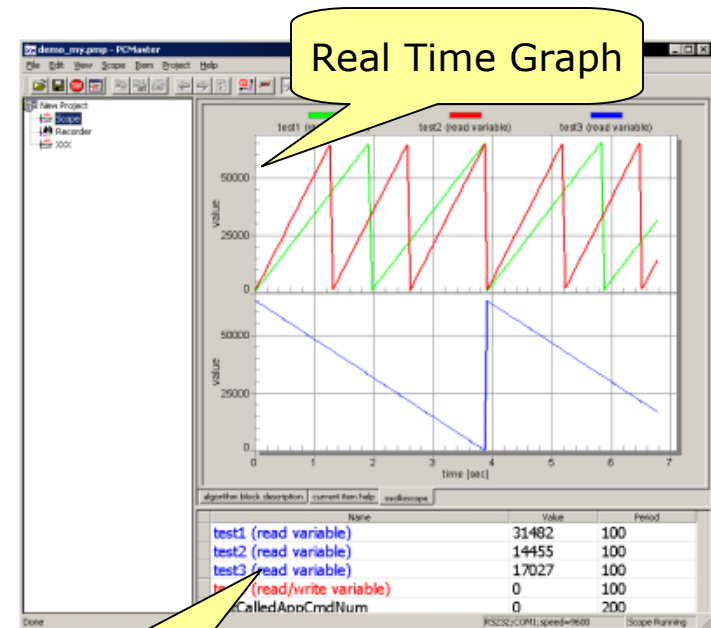 Real Time Graph
demo_my.pmp - PCMaster
File Edit View Scope Item Project Help
New Project
Scope
Recorder
XXX
test1 test2 (read variable) test3 (read variable)
50000
value
25000
0
50000
value
25000
0
0 1 2 3 4 5 6 7
time [sec]
algorithm block description current item help oscilloscope
Name Value Period
test1 (read variable) 31482 100
test2 (read variable) 14455 100
test3 (read variable) 17027 100
(read/write variable) 0 100
CalledAppCmdNum 0 200
Done RS232;COM1;speed=9600 Scope Running